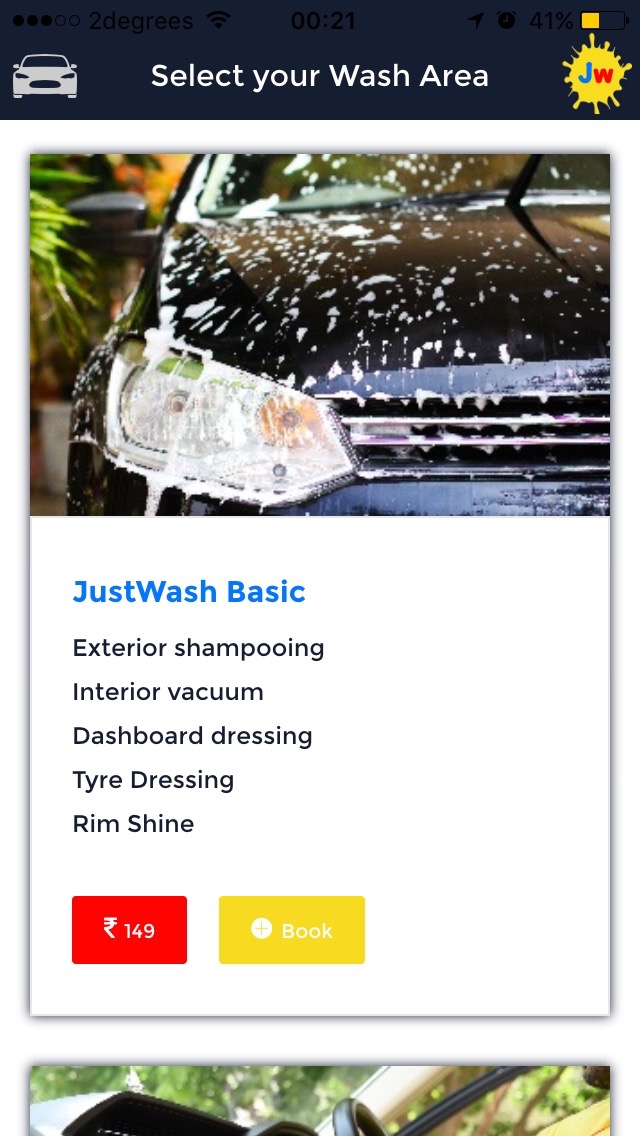 2degrees 00:21 41%
Select your Wash Area
Jw
JustWash Basic
Exterior shampooing
Interior vacuum
Dashboard dressing
Tyre Dressing
Rim Shine
₹ 149
Book